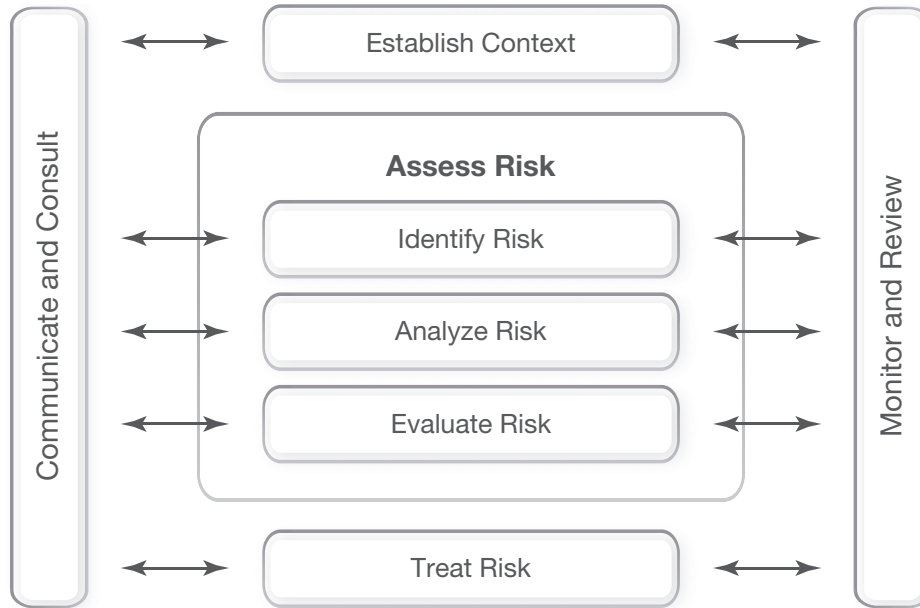 Communicate and Consult
Establish Context
Assess Risk
Identify Risk
Analyze Risk
Evaluate Risk
Treat Risk
Monitor and Review